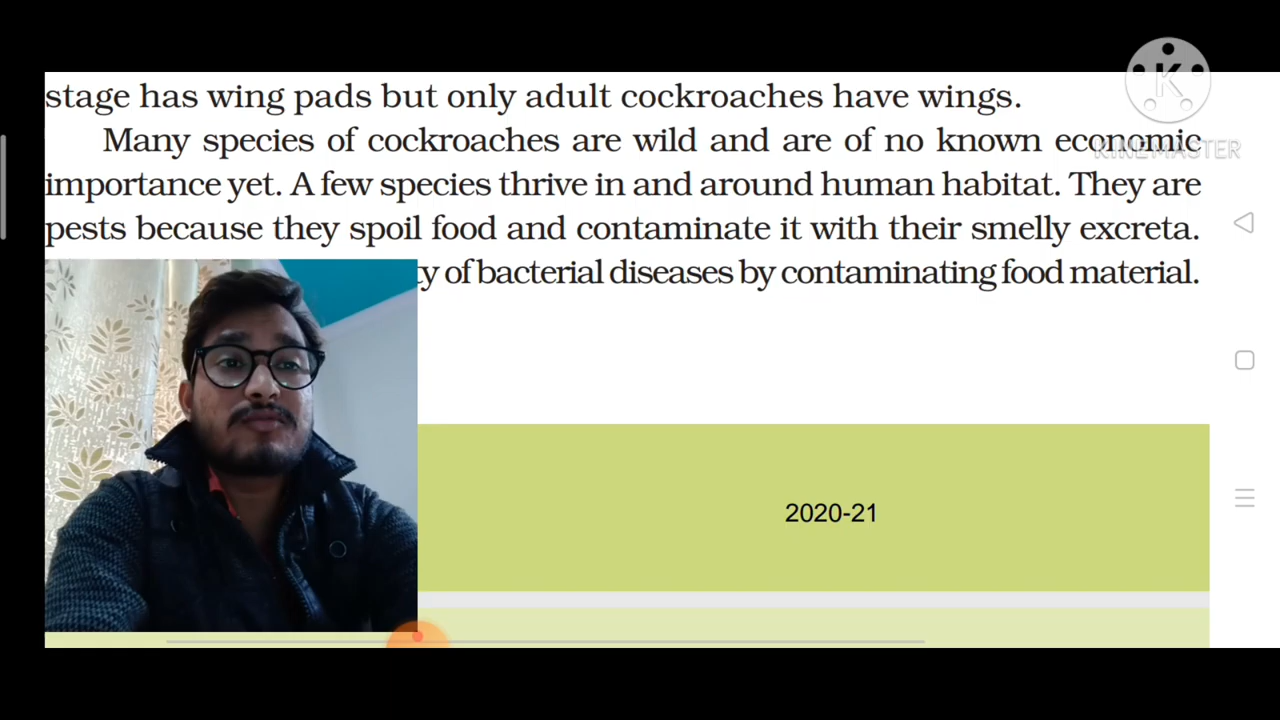 stage has wing pads but only adult cockroaches have wings.
Many species of cockroaches are wild and are of no known economic
importance yet. A few species thrive in and around human habitat. They are
pests because they spoil food and contaminate it with their smelly excreta.
of bacterial diseases by contaminating food material.
2020-21
K
KINEMASTER